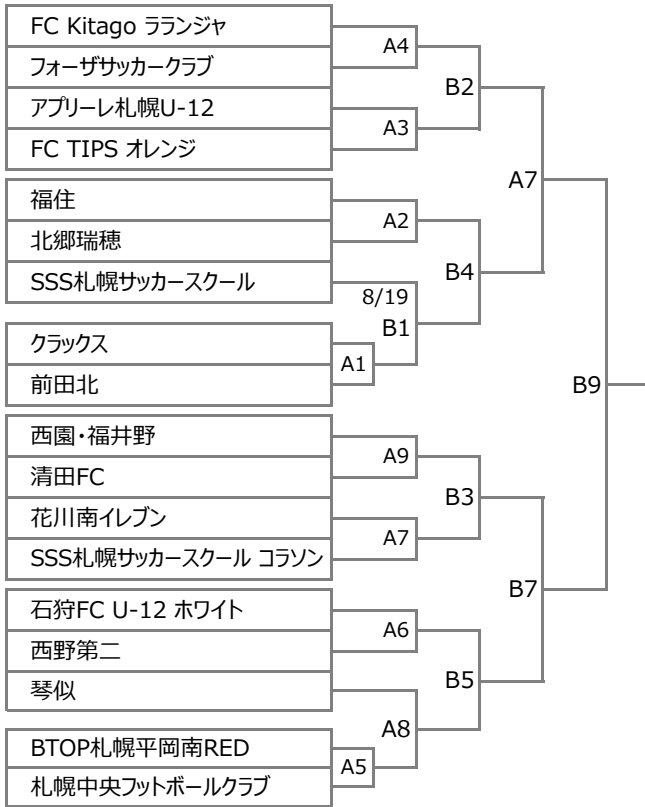 FC Kitago ラランジャ
フォーザサッカークラブ
アプリーレ札幌U-12
FC TIPS オレンジ
A4
A3
B2
福住
北郷瑞穂
SSS札幌サッカースクール
クラックス
前田北
A2
8/19
B1
A1
B4
A7
西園・福井野
清田FC
花川南イレブン
SSS札幌サッカースクール コラソン
A9
A7
B3
石狩FC U-12 ホワイト
西野第二
琴似
BTOP札幌平岡南RED
札幌中央フットボールクラブ
A6
A8
A5
B5
B7
B9